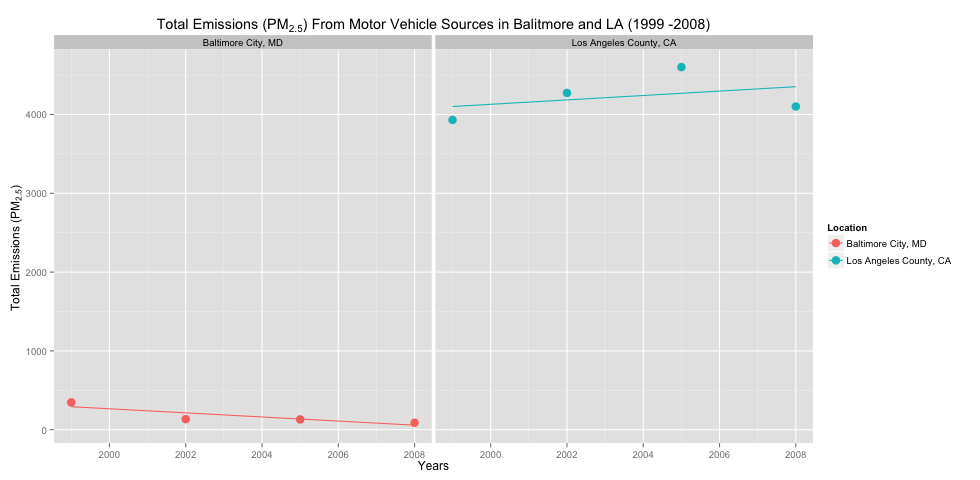 Total Emissions (PM2.5) From Motor Vehicle Sources in Balitmore and LA (1999 -2008)
Baltimore City, MD
Los Angeles County, CA
Total Emissions (PM2.5)
4000
3000
2000
1000
0
2000 2002 2004 2006 2008
2000 2002 2004 2006 2008
Years
Location
Baltimore City, MD
Los Angeles County, CA